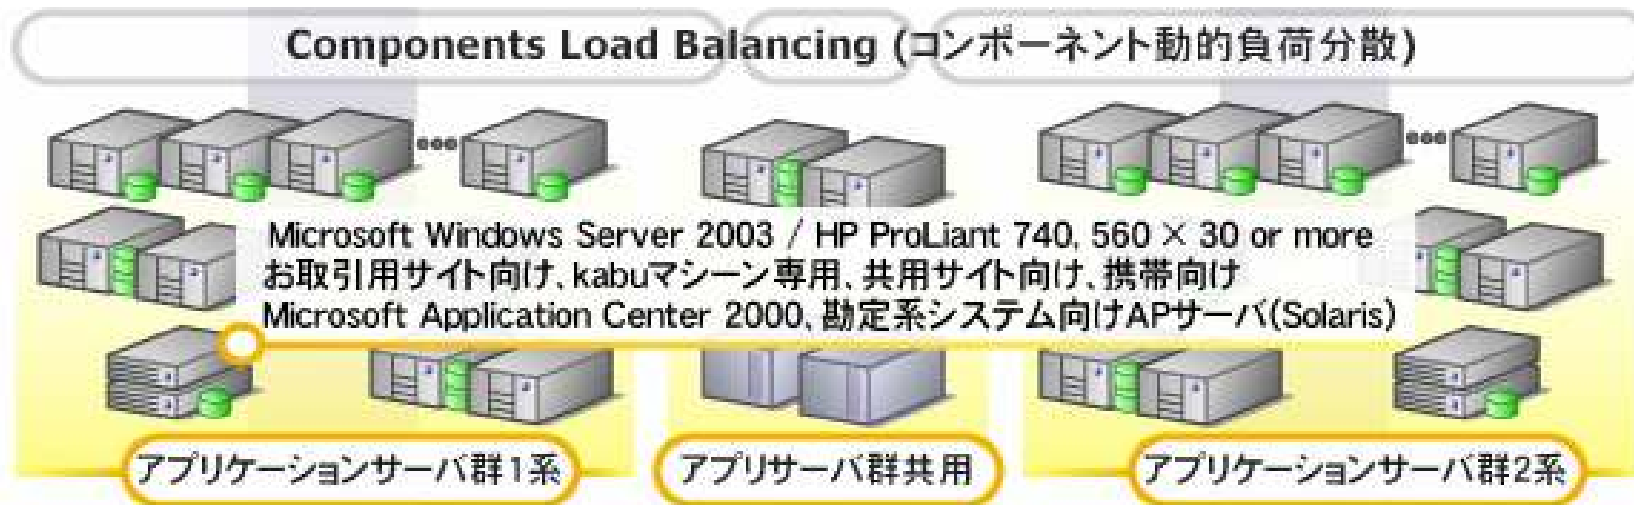 Components Load Balancing (コンポーネント動的負荷分散)
Microsoft Windows Server 2003 / HP ProLiant 740, 560 × 30 or more
お取引用サイト向け、kabuマシーン専用、共用サイト向け、携帯向け
Microsoft Application Center 2000、勘定系システム向けAPサーバ(Solaris)
アプリケーションサーバ群1系
アプリサーバ群共用
アプリケーションサーバ群2系